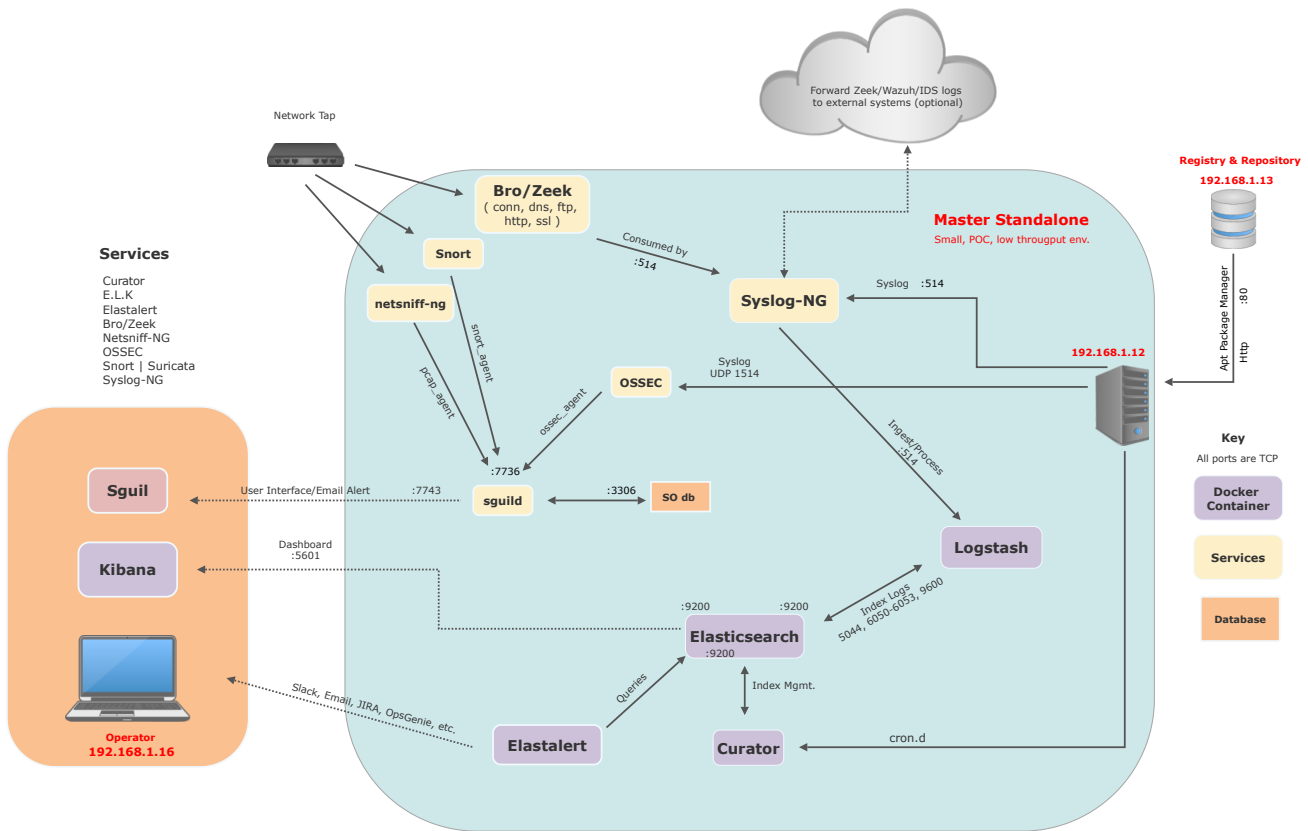 Forward Zeek/Wazuh/IDS logs
to external systems (optional)
Network Tap
Registry & Repository
192.168.1.13
Bro/Zeek
( conn, dns, ftp,
http, ssl )
Master Standalone
Small, POC, low througput env.
Snort
netsniff-ng
Consumed by
:514
Syslog-NG
Syslog :514
Apt Package Manager :80
Http
192.168.1.12
Services
Curator
E.L.K
Elastalert
Bro/Zeek
Netsniff-NG
OSSEC
Snort | Suricata
Syslog-NG
snort_agent
pcap_agent
ossec_agent
OSSEC
Syslog
UDP 1514
Ingest/Process
:514
:7736
Sguil
User Interface/Email Alert :7743
sguild
:3306
SO db
Key
All ports are TCP
Docker
Container
Services
Database
Kibana
Dashboard
:5601
Logstash
Index Logs
5044, 6050-6053, 9600
:9200 :9200
Elasticsearch
:9200
Queries
Index Mgmt.
Slack, Email, JIRA, OpsGenie, etc.
Elastalert
Curator
cron.d
Operator
192.168.1.16